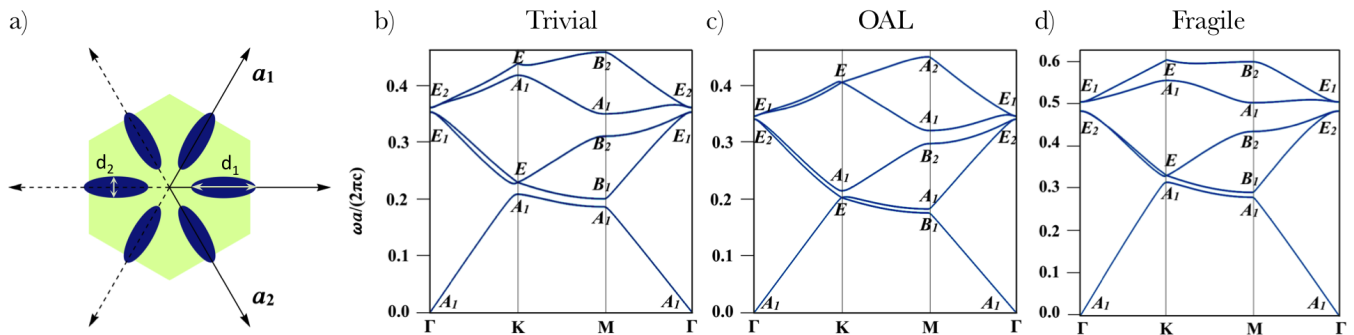 a)
a1
a2
d2
d1
b) Trivial
ωa/(2πc)
0.4
0.3
0.2
0.1
0.0
E2
E1
A1
E
A1
E
A1
B2
A1
B2
B1
A1
E2
E1
A1
Γ K M Γ
c) OAL
0.4
0.3
0.2
0.1
0.0
E1
E2
A1
E
A1
E
A2
A1
B2
A1
B1
E1
E2
A1
Γ K M Γ
d) Fragile
0.6
0.5
0.4
0.3
0.2
0.1
0.0
E1
E2
A1
E
A1
E
A1
B2
A1
B2
B1
A1
E1
E2
A1
Γ K M Γ